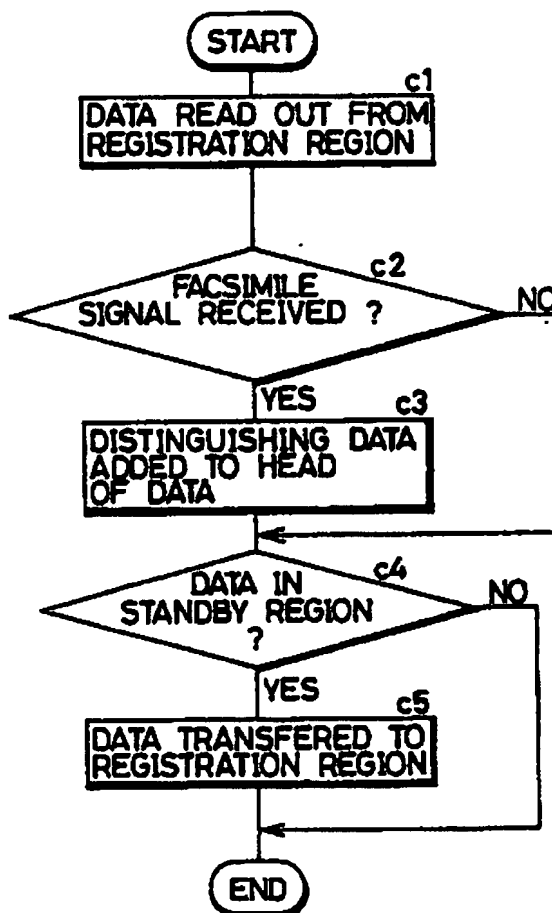 START
c1
DATA READ OUT FROM
REGISTRATION REGION
c2
FACSIMILE
SIGNAL RECEIVED ?
NO
YES
c3
DISTINGUISHING DATA
ADDED TO HEAD
OF DATA
c4
DATA IN
STANDBY REGION
?
NO
YES
c5
DATA TRANSFERED TO
REGISTRATION REGION
END